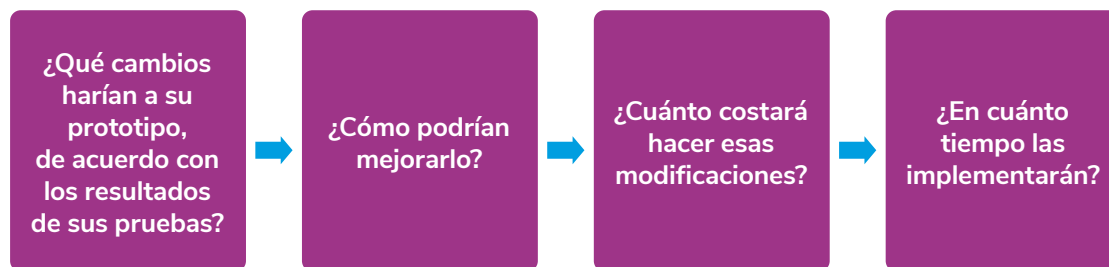 ¿Qué cambios
harían a su
prototipo,
de acuerdo con
los resultados
de sus pruebas?
¿Cómo podrían
mejorarlo?
¿Cuánto costará
hacer esas
modificaciones?
¿En cuánto
tiempo las
implementarán?